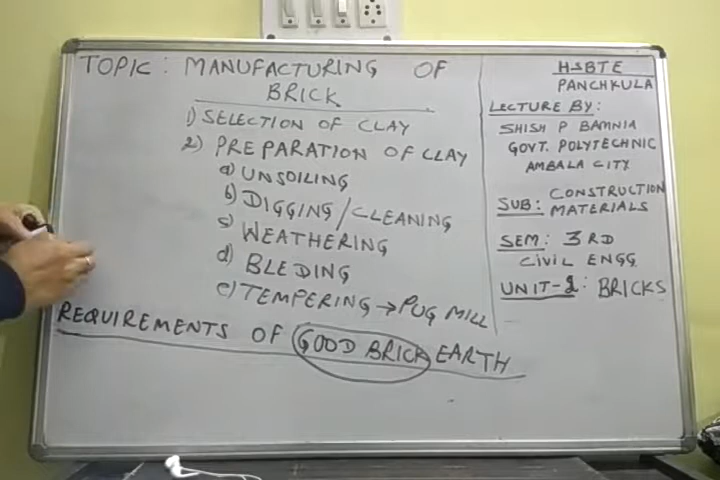 TOPIC: MANUFACTURING OF
BRICK
1) SELECTION OF CLAY
2) PREPARATION OF CLAY
a) UNSOILING
b) DIGGING/CLEANING
c) WEATHERING
d) BLEDING
e) TEMPERING → PUG MILL
REQUIREMENTS OF GOOD BRICK EARTH
HSBTE
PANCHKULA
LECTURE BY:
SHISH P BAMNIA
GOVT. POLYTECHNIC
AMBALA CITY
SUB: CONSTRUCTION
MATERIALS
SEM: 3RD
CIVIL ENGG.
UNIT-2: BRICKS